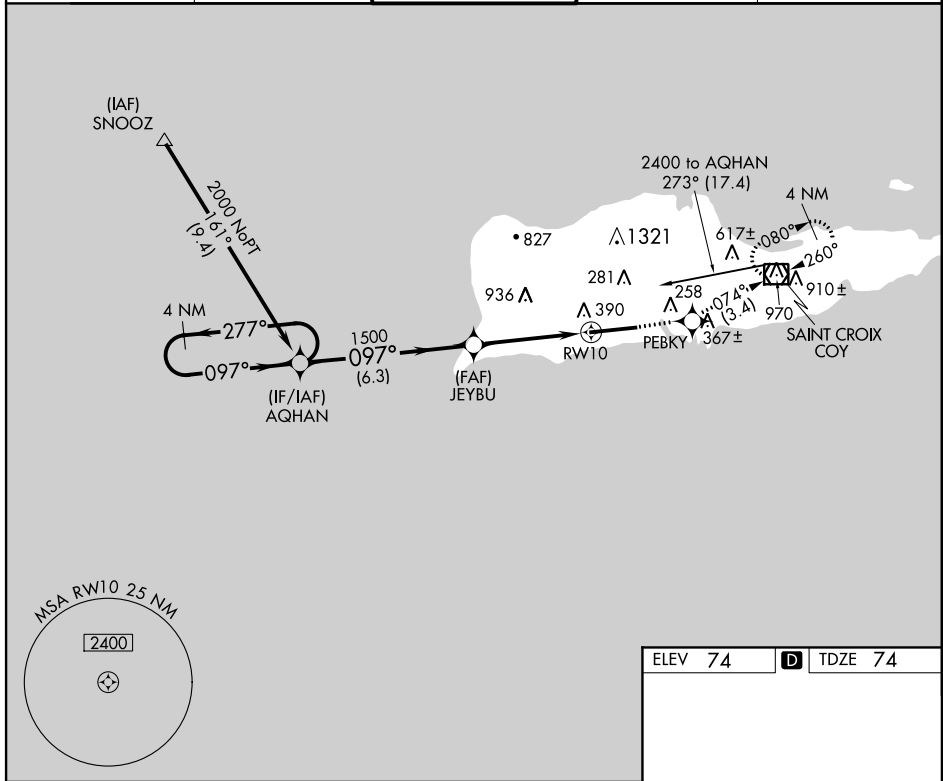 (IAF)
SNOOZ
2000 NoPT
161°
(9.4)
2400 to AQHAN
273° (17.4)
4 NM
827
1321
617±
080°
260°
281
936
258
074°
(3.4)
910±
970
390
4 NM
277°
097°
1500
097°
(6.3)
RW10
PEBKY
367±
SAINT CROIX
COY
(IF/IAF)
AQHAN
(FAF)
JEYBU
MSA RW10 25 NM
2400
ELEV 74 D TDZE 74